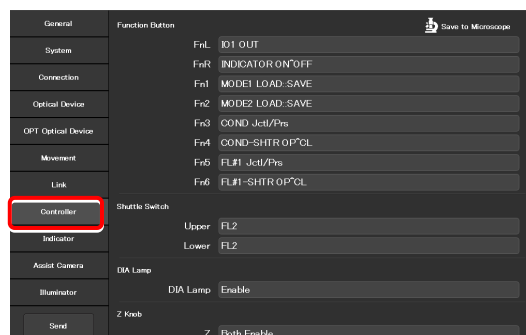 General
System
Connection
Optical Device
OPT Optical Device
Movement
Link
Controller
Indicator
Assist Camera
Illuminator
Send
Function Button
Save to Microscope
FnL IO1 OUT
FnR INDICATOR ON^OFF
Fn1 MODE1 LOAD::SAVE
Fn2 MODE2 LOAD::SAVE
Fn3 COND Jctl/Prs
Fn4 COND-SHTR OP^CL
Fn5 FL#1 Jctl/Prs
Fn6 FL#1-SHTR OP^CL
Shuttle Switch
Upper FL2
Lower FL2
DIA Lamp
DIA Lamp Enable
Z Knob
Z Both Enable